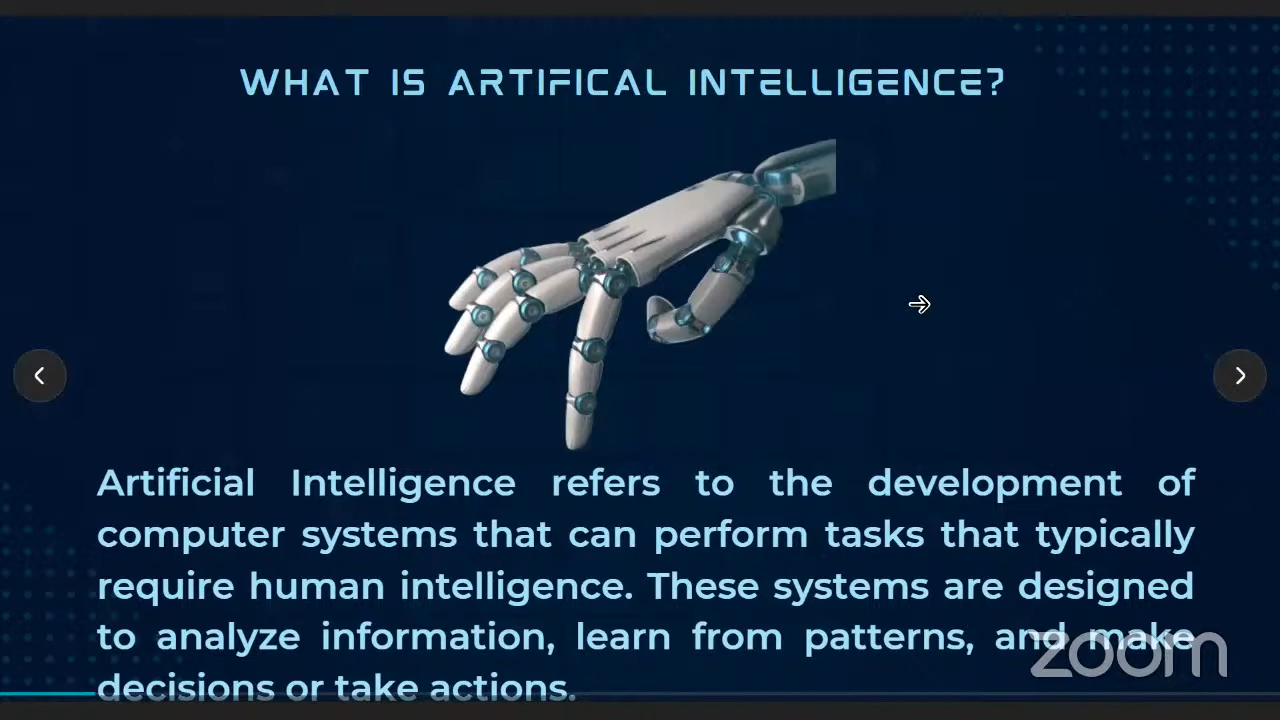 WHAT IS ARTIFICAL INTELLIGENCE?
Artificial Intelligence refers to the development of
computer systems that can perform tasks that typically
require human intelligence. These systems are designed
to analyze information, learn from patterns, and make
decisions or take actions.
zoom